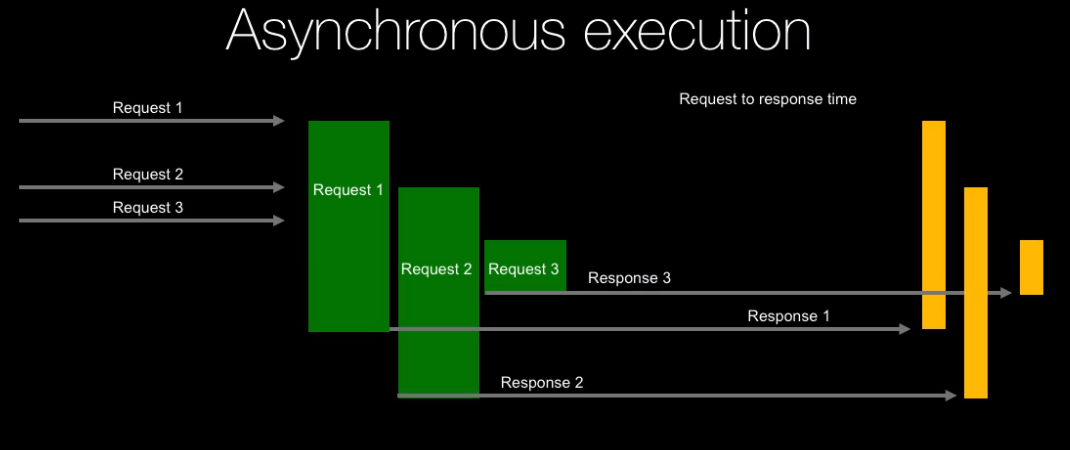 Asynchronous execution
Request to response time
Request 1
Request 2
Request 3
Request 1
Request 2
Request 3
Response 3
Response 1
Response 2